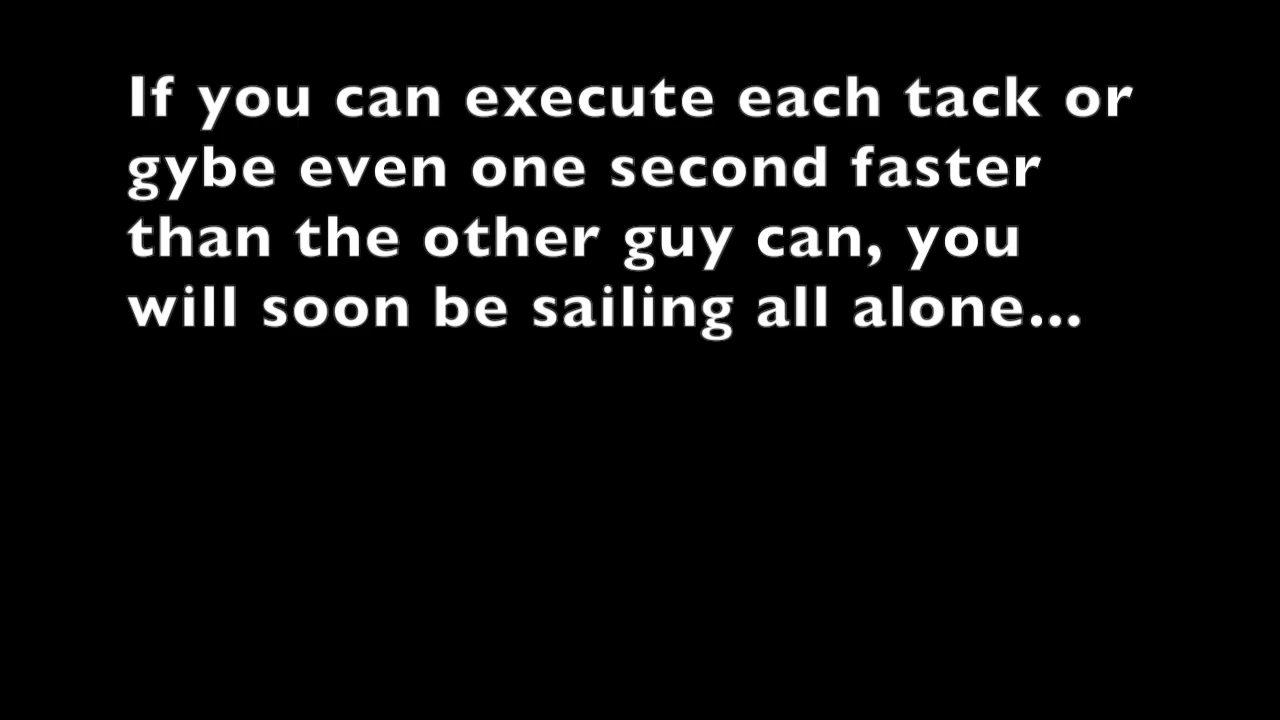 If you can execute each tack or
gybe even one second faster
than the other guy can, you
will soon be sailing all alone...